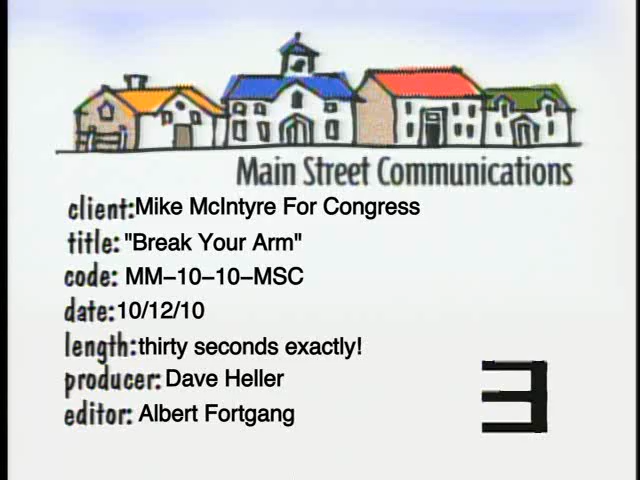 Main Street Communications
client: Mike McIntyre For Congress
title: "Break Your Arm"
code: MM-10-10-MSC
date: 10/12/10
length: thirty seconds exactly!
producer: Dave Heller
editor: Albert Fortgang
3